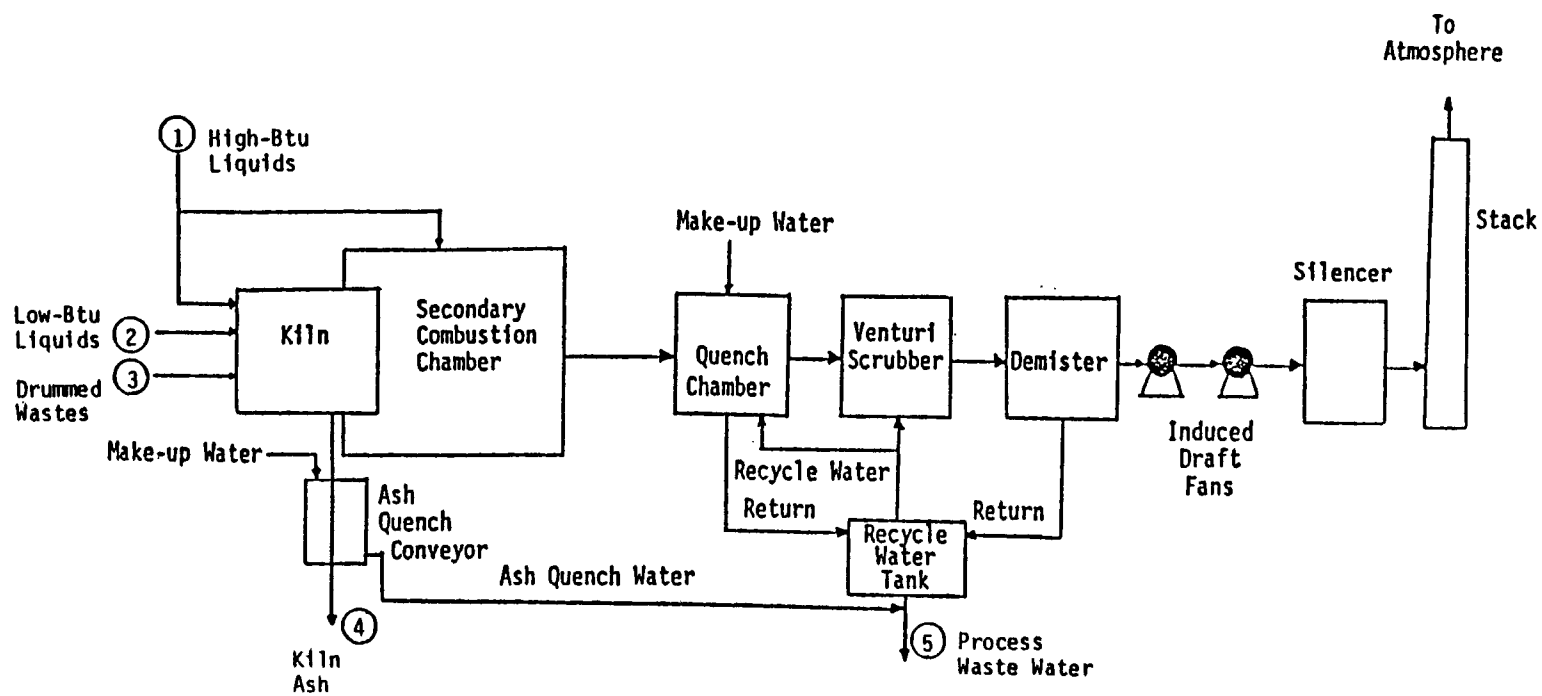 To
Atmosphere
1
High-Btu
Liquids
Make-up Water
Stack
Silencer
Low-Btu
Liquids
2
Kiln
Secondary
Combustion
Chamber
Quench
Chamber
Venturi
Scrubber
Demister
3
Drummed
Wastes
Induced
Draft
Fans
Make-up Water
Recycle Water
Ash
Quench
Conveyor
Return
Return
Recycle
Water
Tank
Ash Quench Water
4
Kiln
Ash
5
Process
Waste Water